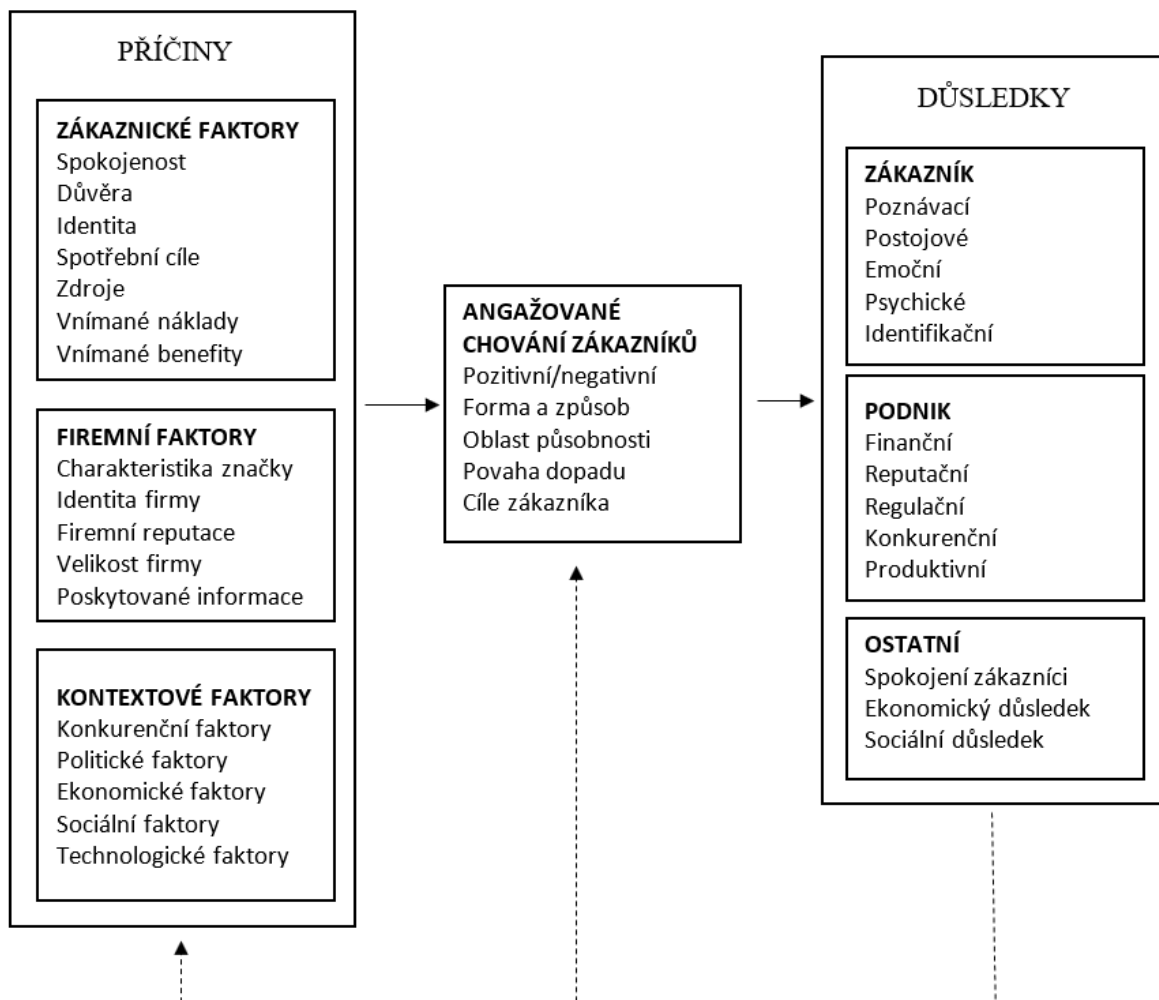 PŘÍČINY
ZÁKAZNICKÉ FAKTORY
Spokojenost
Důvěra
Identita
Spotřební cíle
Zdroje
Vnímané náklady
Vnímané benefity
FIREMNÍ FAKTORY
Charakteristika značky
Identita firmy
Firemní reputace
Velikost firmy
Poskytované informace
KONTEXTOVÉ FAKTORY
Konkurenční faktory
Politické faktory
Ekonomické faktory
Sociální faktory
Technologické faktory
ANGAŽOVANÉ
CHOVÁNÍ ZÁKAZNÍKŮ
Pozitivní/negativní
Forma a způsob
Oblast působnosti
Povaha dopadu
Cíle zákazníka
DŮSLEDKY
ZÁKAZNÍK
Poznávací
Postojové
Emoční
Psychické
Identifikační
PODNIK
Finanční
Reputační
Regulační
Konkurenční
Produktivní
OSTATNÍ
Spokojení zákazníci
Ekonomický důsledek
Sociální důsledek